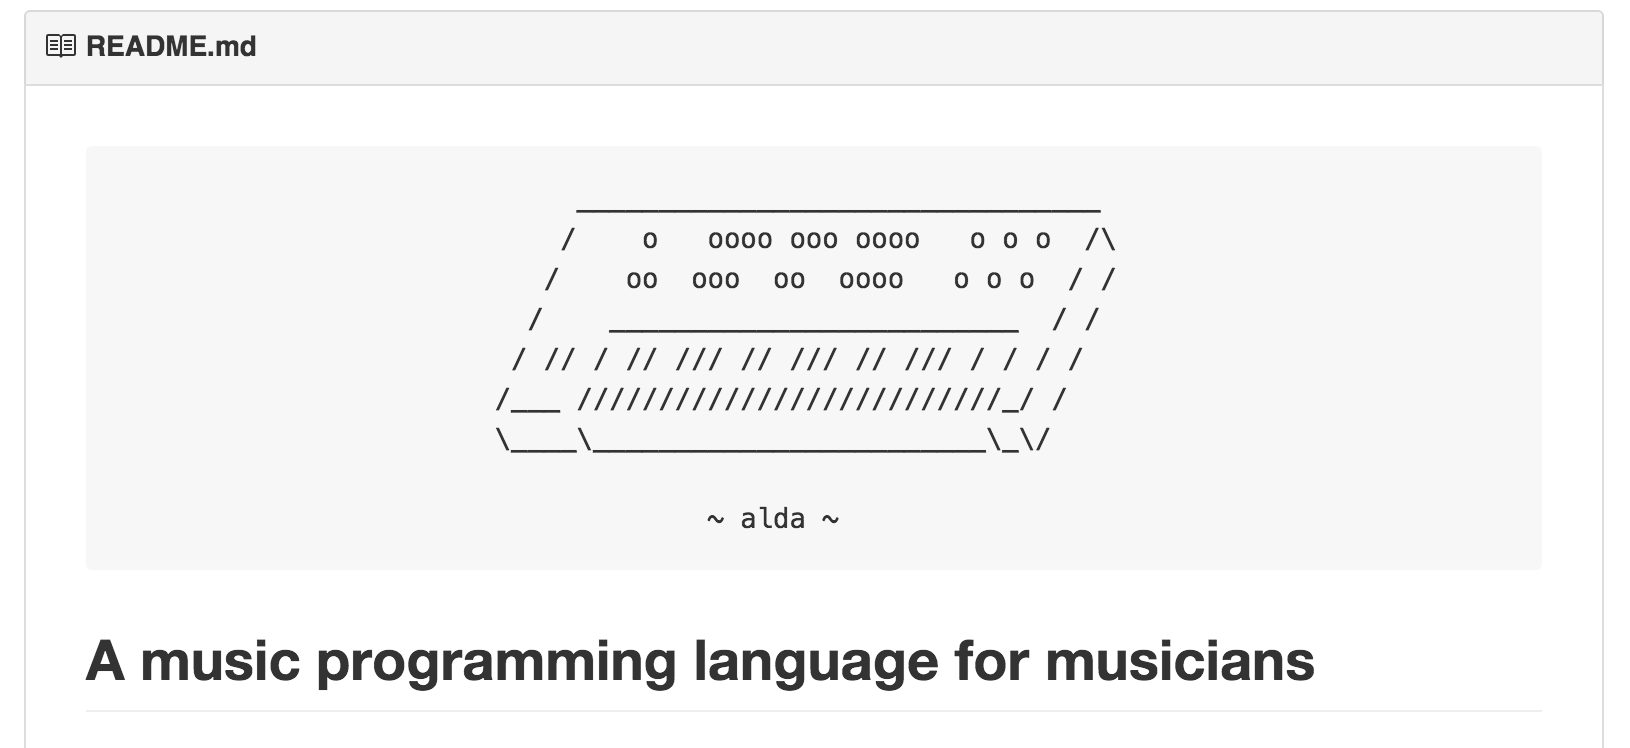 README.md
     ________________________________
    /    o   oooo ooo oooo   o o o  /\
   /    oo  ooo  oo  oooo   o o o  / /
  /    _________________________  / /
 / // / // /// // /// // /// / / / /
/___ //////////////////////////_/ /
\____\________________________\_\/
~ alda ~
A music programming language for musicians